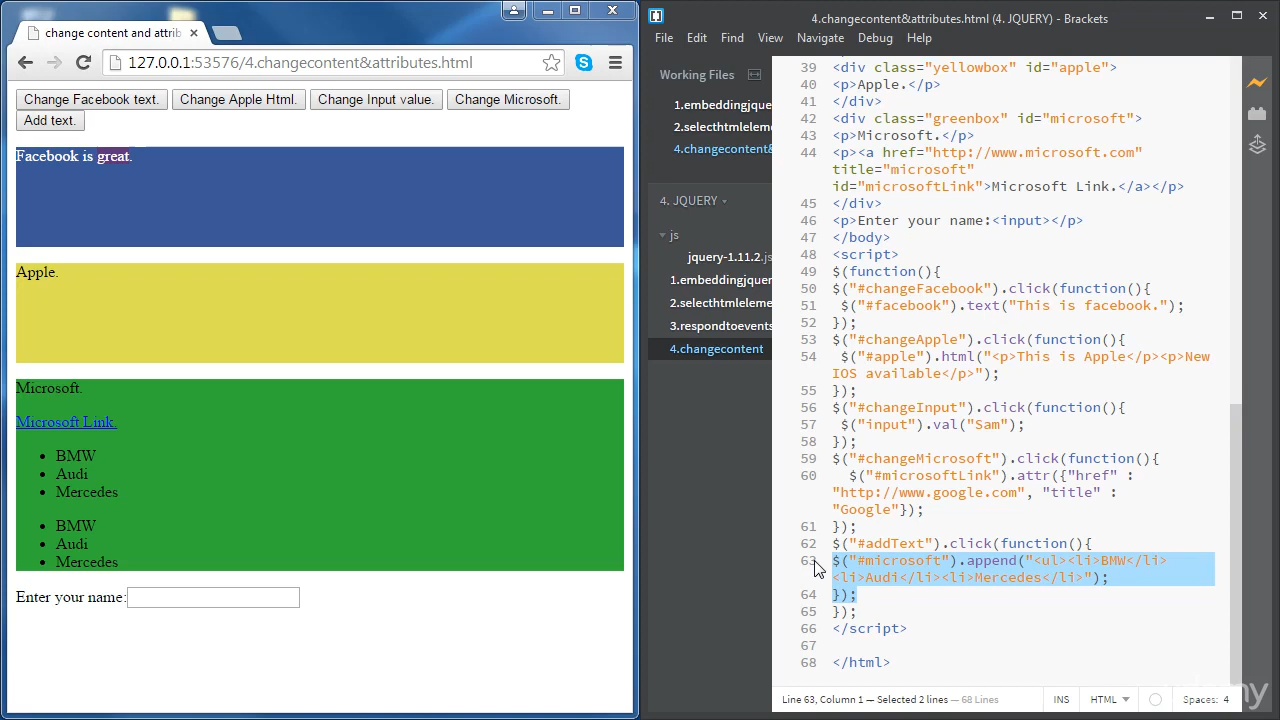 change content and attrib
127.0.0.1:53576/4.changecontent&attributes.html
Change Facebook text.
Change Apple Html.
Change Input value.
Change Microsoft.
Add text.
Facebook is great.
Apple.
Microsoft.
Microsoft Link.
BMW
Audi
Mercedes
BMW
Audi
Mercedes
Enter your name:
4.changecontent&attributes.html (4. JQUERY) - Brackets
File Edit Find View Navigate Debug Help
Working Files
1.embeddingjque
2.selecthtmleleme
4.changecontent&
4. JQUERY
js
jquery-1.11.2.js
1.embeddingjque
2.selecthtmleleme
3.respondtoevents
4.changecontent
39 <div class="yellowbox" id="apple">
40 <p>Apple.</p>
41 </div>
42 <div class="greenbox" id="microsoft">
43 <p>Microsoft.</p>
44 <p><a href="http://www.microsoft.com"
title="microsoft"
id="microsoftLink">Microsoft Link.</a></p>
45 </div>
46 <p>Enter your name:<input></p>
47 </body>
48 <script>
49 $(function(){
50 $("#changeFacebook").click(function(){
51 $("#facebook").text("This is facebook.");
52 });
53 $("#changeApple").click(function(){
54 $("#apple").html("<p>This is Apple</p><p>New
IOS available</p>");
55 });
56 $("#changeInput").click(function(){
57 $("input").val("Sam");
58 });
59 $("#changeMicrosoft").click(function(){
60 $("#microsoftLink").attr({"href" :
"http://www.google.com", "title" :
"Google"});
61 });
62 $("#addText").click(function(){
63 $("#microsoft").append("<ul><li>BMW</li>
<li>Audi</li><li>Mercedes</li>");
64 });
65 });
66 </script>
67
68 </html>
Line 63, Column 1 — Selected 2 lines — 68 Lines
INS
HTML
Spaces: 4